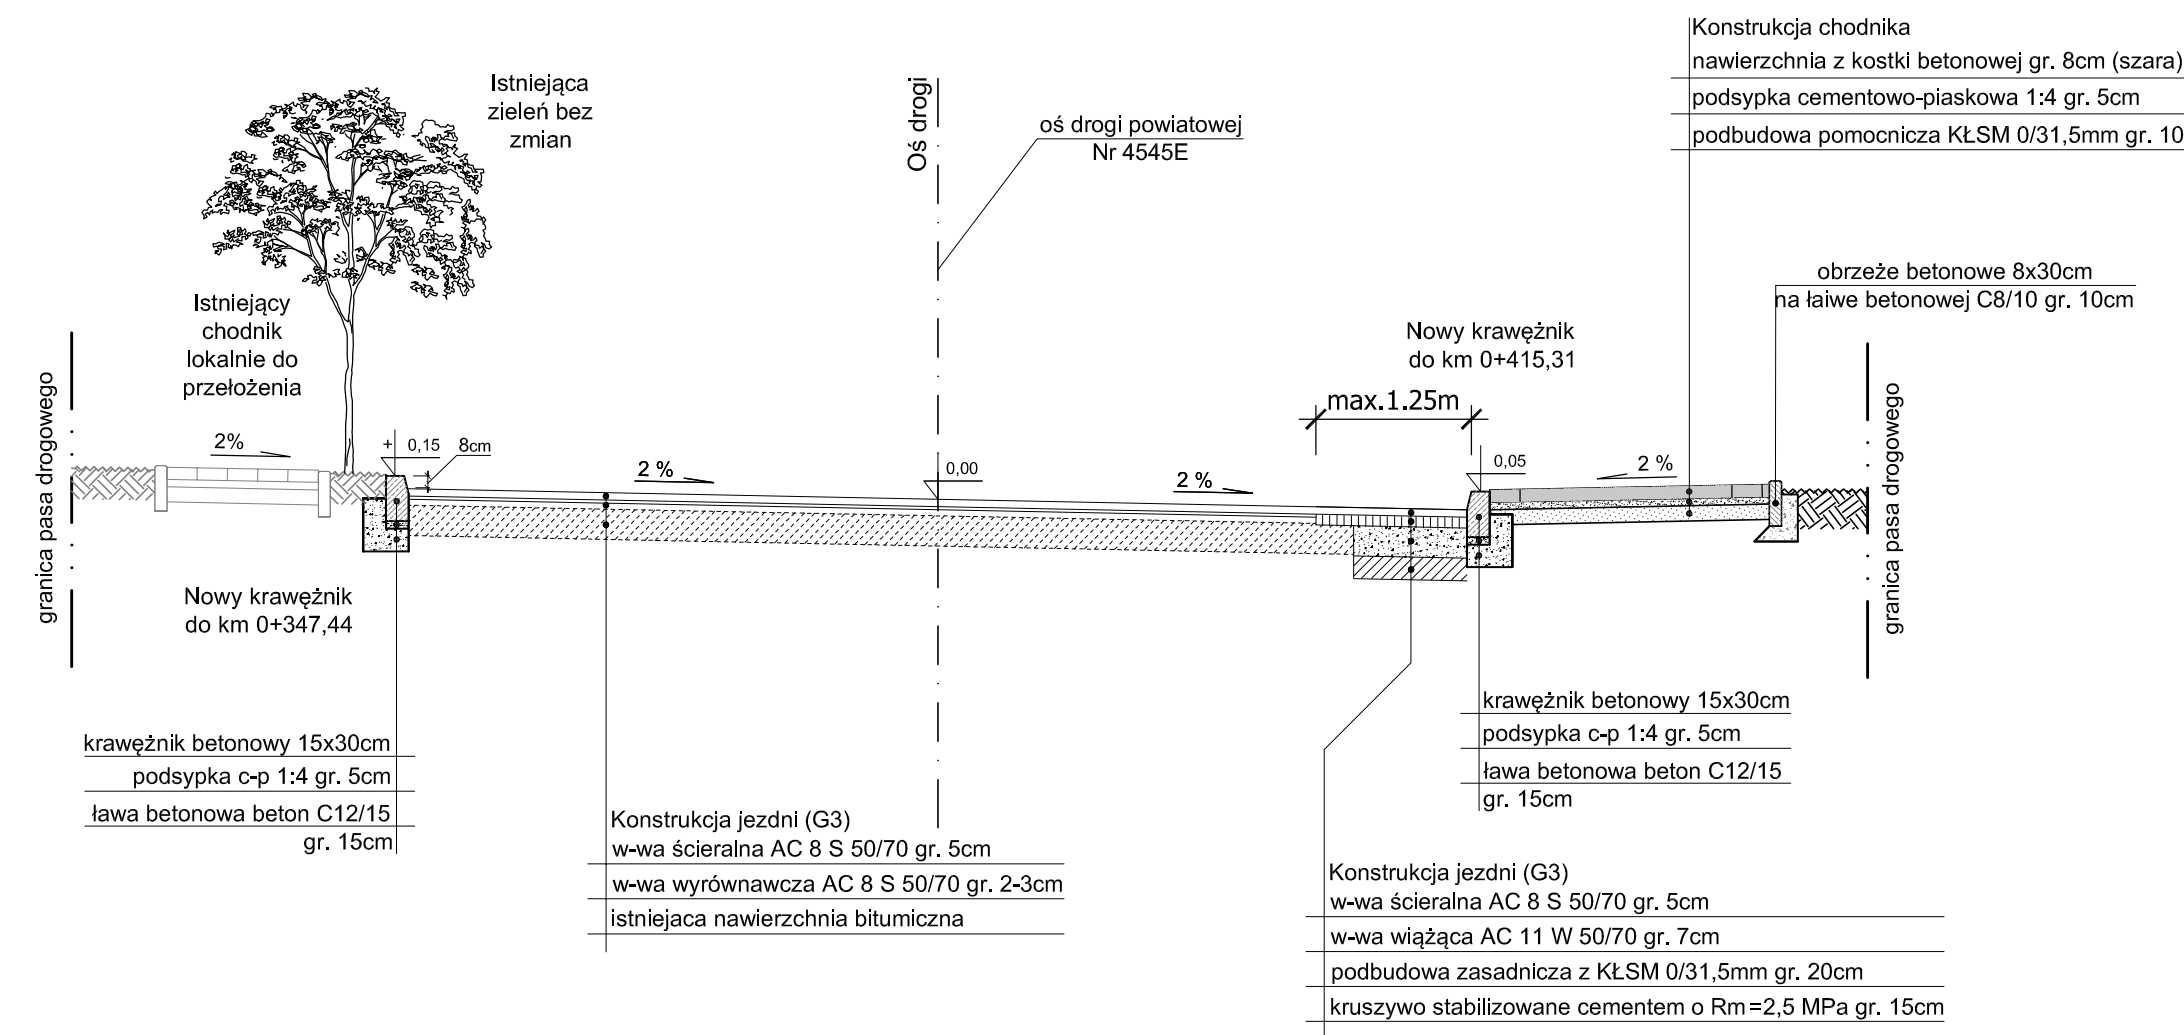 Konstrukcja chodnika
nawierzchnia z kostki betonowej gr. 8cm (szara)
podsypka cementowo-piaskowa 1:4 gr. 5cm
podbudowa pomocnicza KŁSM 0/31,5mm gr. 10
Istniejąca
zieleń bez
zmian
Oś drogi
oś drogi powiatowej
Nr 4545E
obrzeże betonowe 8x30cm
na łaiwe betonowej C8/10 gr. 10cm
Istniejący
chodnik
lokalnie do
przełożenia
Nowy krawężnik
do km 0+415,31
max.1.25m
granica pasa drogowego
granica pasa drogowego
2%
+ 0,15
8cm
2 %
0,00
2 %
0,05
2 %
Nowy krawężnik
do km 0+347,44
krawężnik betonowy 15x30cm
podsypka c-p 1:4 gr. 5cm
ława betonowa beton C12/15
gr. 15cm
krawężnik betonowy 15x30cm
podsypka c-p 1:4 gr. 5cm
ława betonowa beton C12/15
gr. 15cm
Konstrukcja jezdni (G3)
w-wa ścieralna AC 8 S 50/70 gr. 5cm
w-wa wyrównawcza AC 8 S 50/70 gr. 2-3cm
istniejaca nawierzchnia bitumiczna
Konstrukcja jezdni (G3)
w-wa ścieralna AC 8 S 50/70 gr. 5cm
w-wa wiążąca AC 11 W 50/70 gr. 7cm
podbudowa zasadnicza z KŁSM 0/31,5mm gr. 20cm
kruszywo stabilizowane cementem o Rm=2,5 MPa gr. 15cm